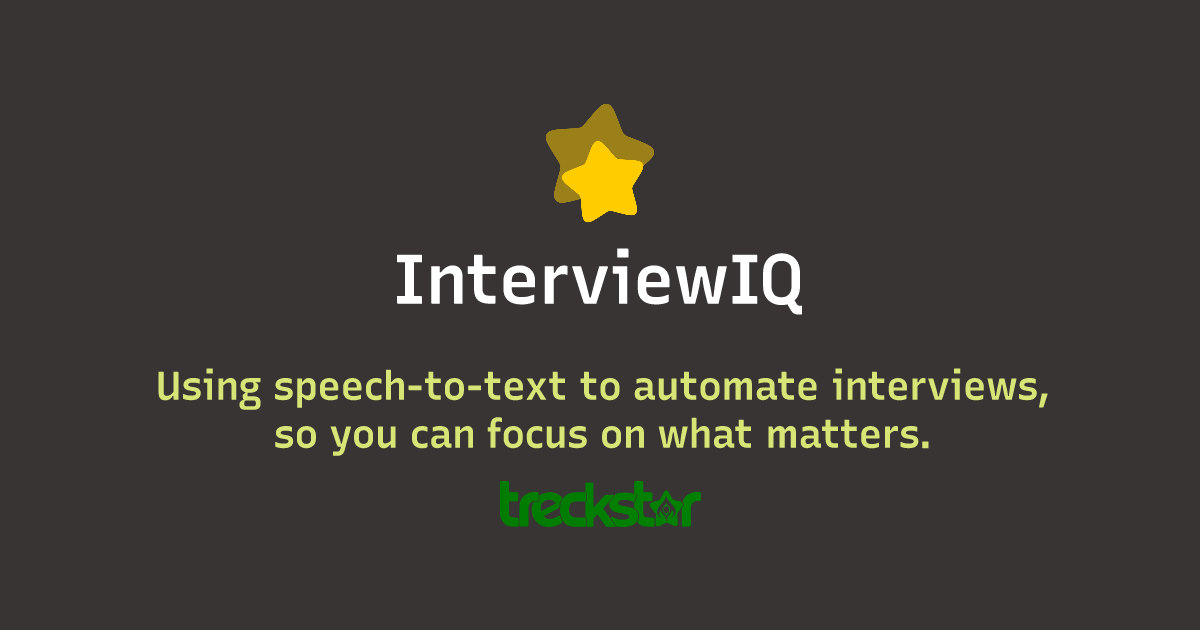 InterviewIQ
Using speech-to-text to automate interviews,
so you can focus on what matters.
treckstar